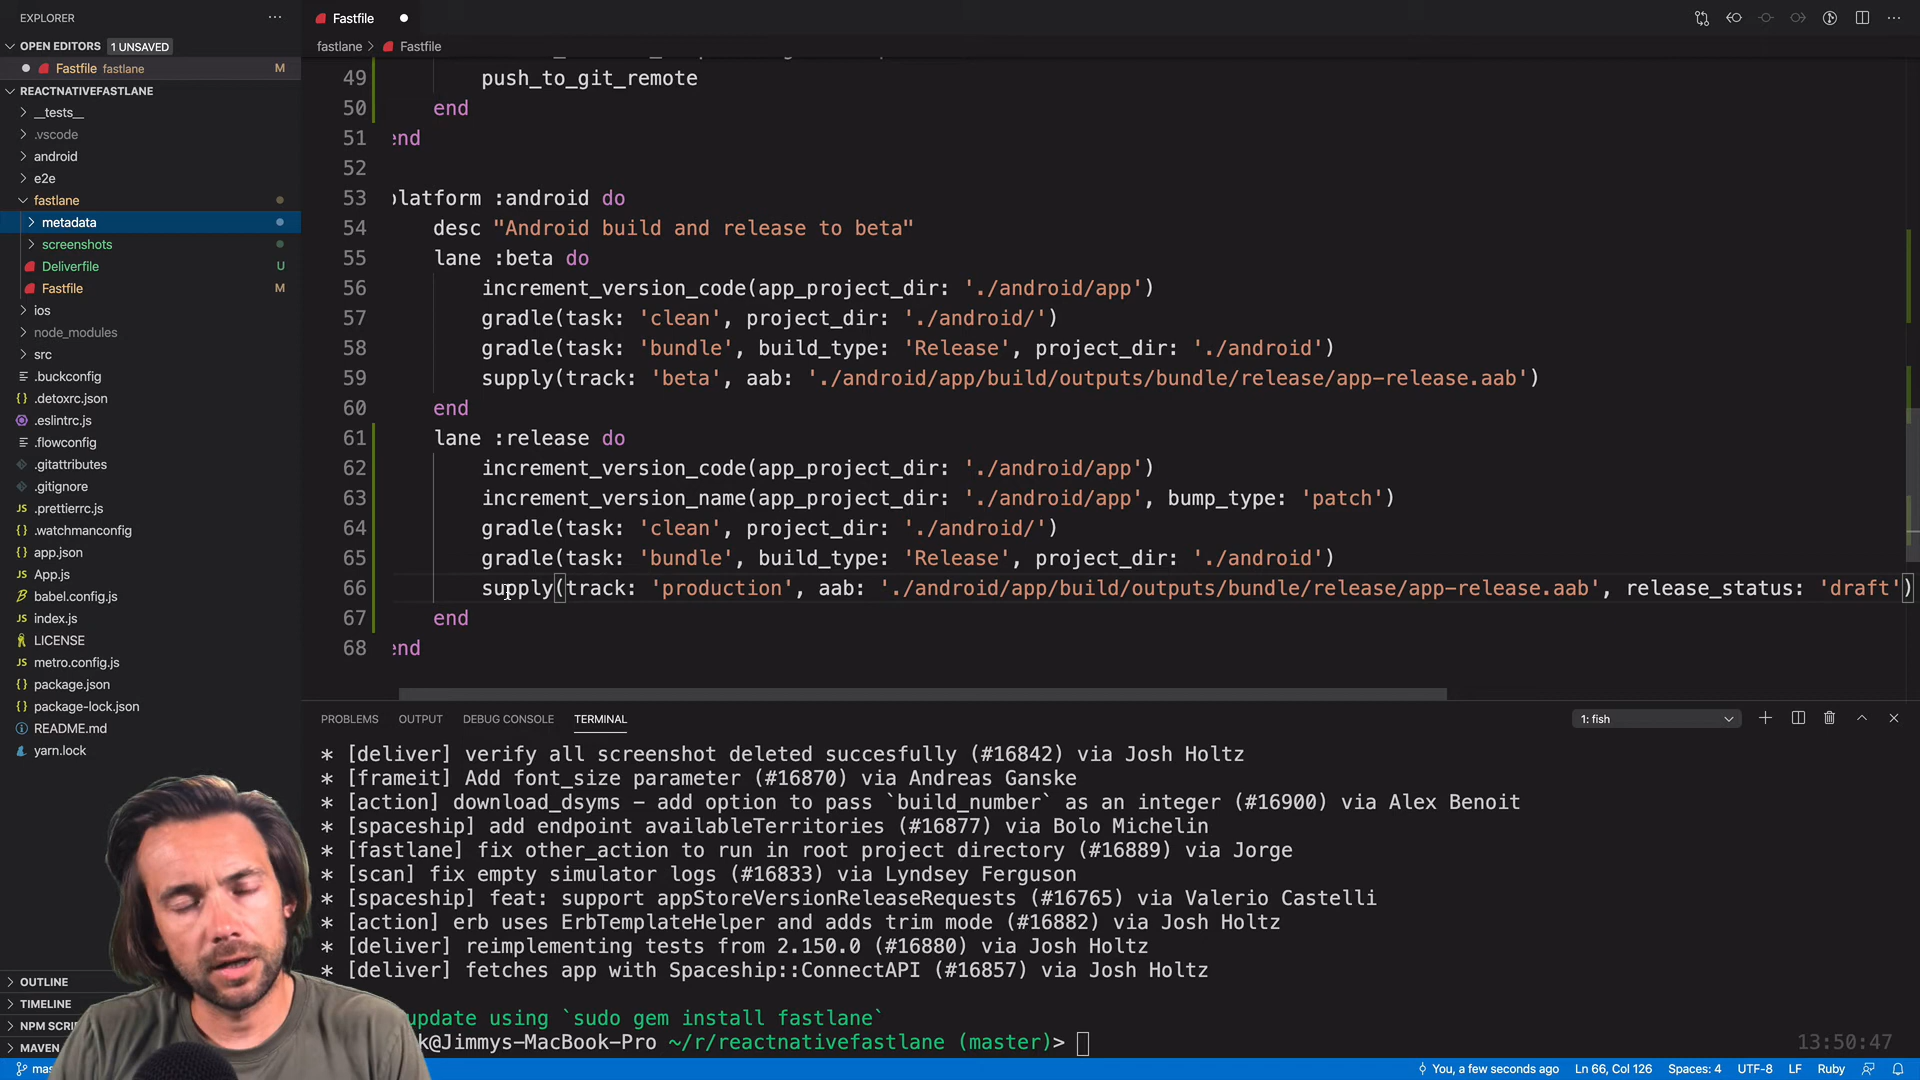 EXPLORER
Fastfile
OPEN EDITORS 1 UNSAVED
fastlane > Fastfile
Fastfile fastlane M
REACTNATIVEFASTLANE
__tests__
.vscode
android
e2e
fastlane
metadata
screenshots
Deliverfile U
Fastfile M
ios
node_modules
src
.buckconfig
.detoxrc.json
.eslintrc.js
.flowconfig
.gitattributes
.gitignore
.prettierrc.js
.watchmanconfig
app.json
App.js
babel.config.js
index.js
LICENSE
metro.config.js
package.json
package-lock.json
README.md
yarn.lock
OUTLINE
TIMELINE
NPM SCRI
MAVEN
49 push_to_git_remote
50 end
51 end
52
53 platform :android do
54 desc "Android build and release to beta"
55 lane :beta do
56 increment_version_code(app_project_dir: './android/app')
57 gradle(task: 'clean', project_dir: './android/')
58 gradle(task: 'bundle', build_type: 'Release', project_dir: './android')
59 supply(track: 'beta', aab: './android/app/build/outputs/bundle/release/app-release.aab')
60 end
61 lane :release do
62 increment_version_code(app_project_dir: './android/app')
63 increment_version_name(app_project_dir: './android/app', bump_type: 'patch')
64 gradle(task: 'clean', project_dir: './android/')
65 gradle(task: 'bundle', build_type: 'Release', project_dir: './android')
66 supply(track: 'production', aab: './android/app/build/outputs/bundle/release/app-release.aab', release_status: 'draft')
67 end
68 end
PROBLEMS OUTPUT DEBUG CONSOLE TERMINAL 1: fish
* [deliver] verify all screenshot deleted succesfully (#16842) via Josh Holtz
* [frameit] Add font_size parameter (#16870) via Andreas Ganske
* [action] download_dsyms – add option to pass `build_number` as an integer (#16900) via Alex Benoit
* [spaceship] add endpoint availableTerritories (#16877) via Bolo Michelin
* [fastlane] fix other_action to run in root project directory (#16889) via Jorge
* [scan] fix empty simulator logs (#16833) via Lyndsey Ferguson
* [spaceship] feat: support appStoreVersionReleaseRequests (#16765) via Valerio Castelli
* [action] erb uses ErbTemplateHelper and adds trim mode (#16882) via Josh Holtz
* [deliver] reimplementing tests from 2.150.0 (#16880) via Josh Holtz
* [deliver] fetches app with Spaceship::ConnectAPI (#16857) via Josh Holtz
update using `sudo gem install fastlane`
k@Jimmys-MacBook-Pro ~/r/reactnativefastlane (master)>
13:50:47
mas
You, a few seconds ago Ln 66, Col 126 Spaces: 4 UTF-8 LF Ruby